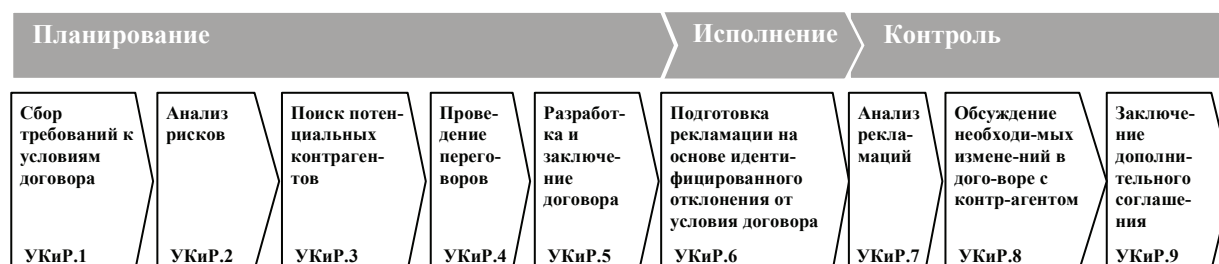 Планирование
Исполнение
Контроль
Сбор
требований к
условиям
договора
УКиР.1
Анализ
рисков
УКиР.2
Поиск потен-
циальных
контраген-
тов
УКиР.3
Прове-
дение
перего-
воров
УКиР.4
Разработ-
ка и
заключе-
ние
договора
УКиР.5
Подготовка
рекламации на
основе иденти-
фицированного
отклонения от
условия договора
УКиР.6
Анализ
рекла-
маций
УКиР.7
Обсуждение
необходи-мых
измене-ний в
дого-воре с
контр-агентом
УКиР.8
Заключе-
ние
дополни-
тельного
соглаше-
ния
УКиР.9